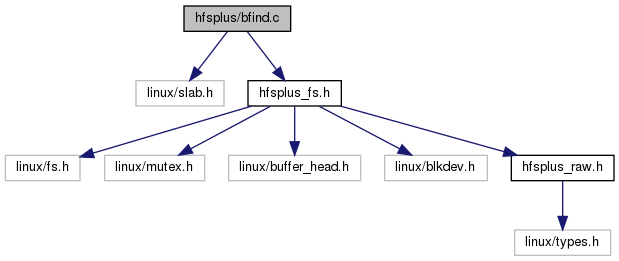 hfsplus/bfind.c
linux/slab.h
hfsplus_fs.h
linux/fs.h
linux/mutex.h
linux/buffer_head.h
linux/blkdev.h
hfsplus_raw.h
linux/types.h